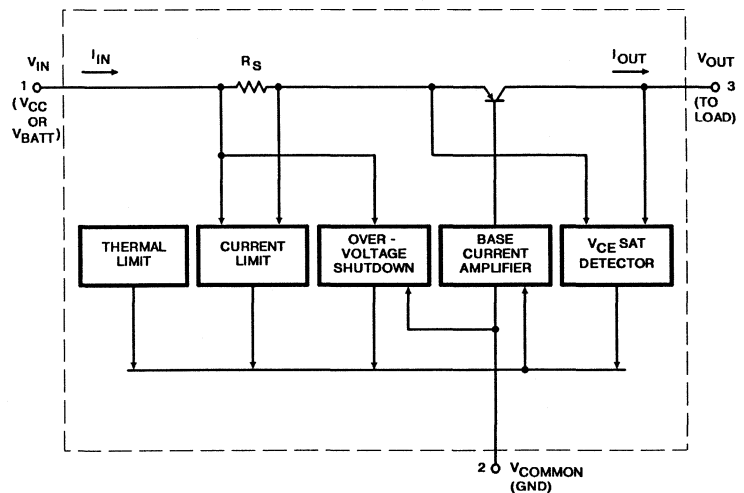 V_IN
I_IN
R_S
I_OUT
V_OUT
1
3
(V_CC
OR
V_BATT)
(TO
LOAD)
THERMAL
LIMIT
CURRENT
LIMIT
OVER -
VOLTAGE
SHUTDOWN
BASE
CURRENT
AMPLIFIER
V_CE SAT
DETECTOR
2
V_COMMON
(GND)